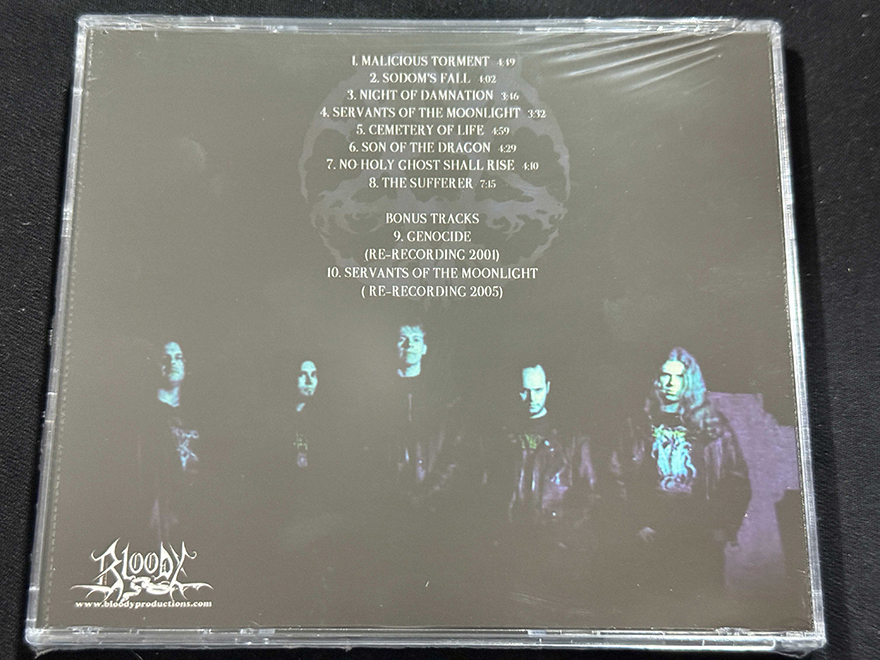 1. MALICIOUS TORMENT 4:49
2. SODOM'S FALL 4:02
3. NIGHT OF DAMNATION 3:46
4. SERVANTS OF THE MOONLIGHT 3:32
5. CEMETERY OF LIFE 4:59
6. SON OF THE DRAGON 4:29
7. NO HOLY GHOST SHALL RISE 4:10
8. THE SUFFERER 7:15
BONUS TRACKS
9. GENOCIDE
(RE-RECORDING 2001)
10. SERVANTS OF THE MOONLIGHT
( RE-RECORDING 2005)
BLOODY
www.bloodyproductions.com